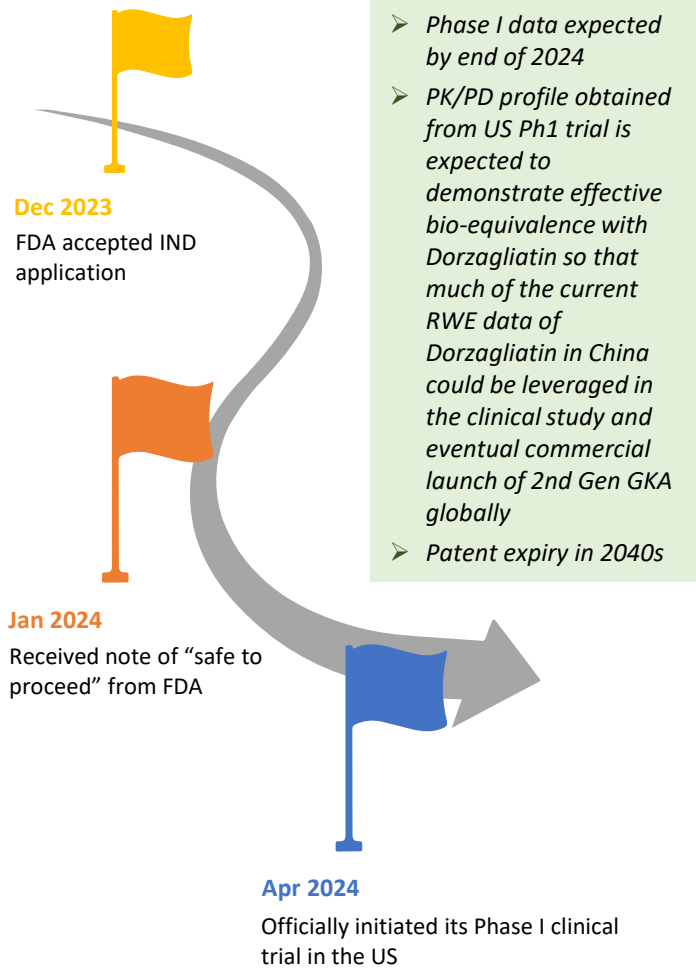 Dec 2023
FDA accepted IND
application
Jan 2024
Received note of “safe to
proceed” from FDA
Apr 2024
Officially initiated its Phase I clinical
trial in the US
➢ Phase I data expected
by end of 2024
➢ PK/PD profile obtained
from US Ph1 trial is
expected to
demonstrate effective
bio-equivalence with
Dorzagliatin so that
much of the current
RWE data of
Dorzagliatin in China
could be leveraged in
the clinical study and
eventual commercial
launch of 2nd Gen GKA
globally
➢ Patent expiry in 2040s